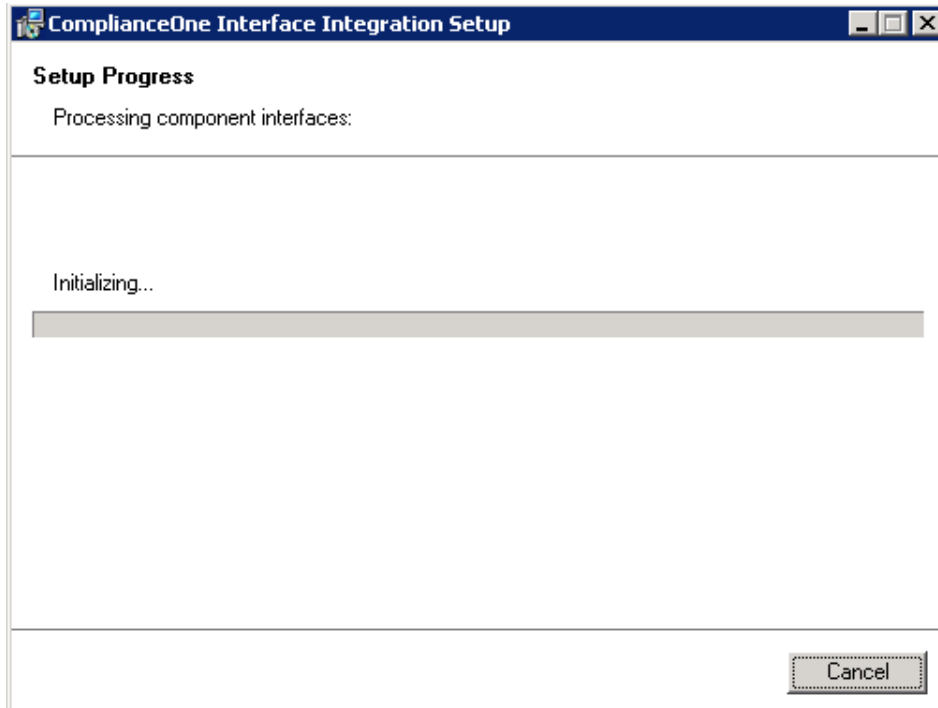 ComplianceOne Interface Integration Setup
Setup Progress
Processing component interfaces:
Initializing...
Cancel